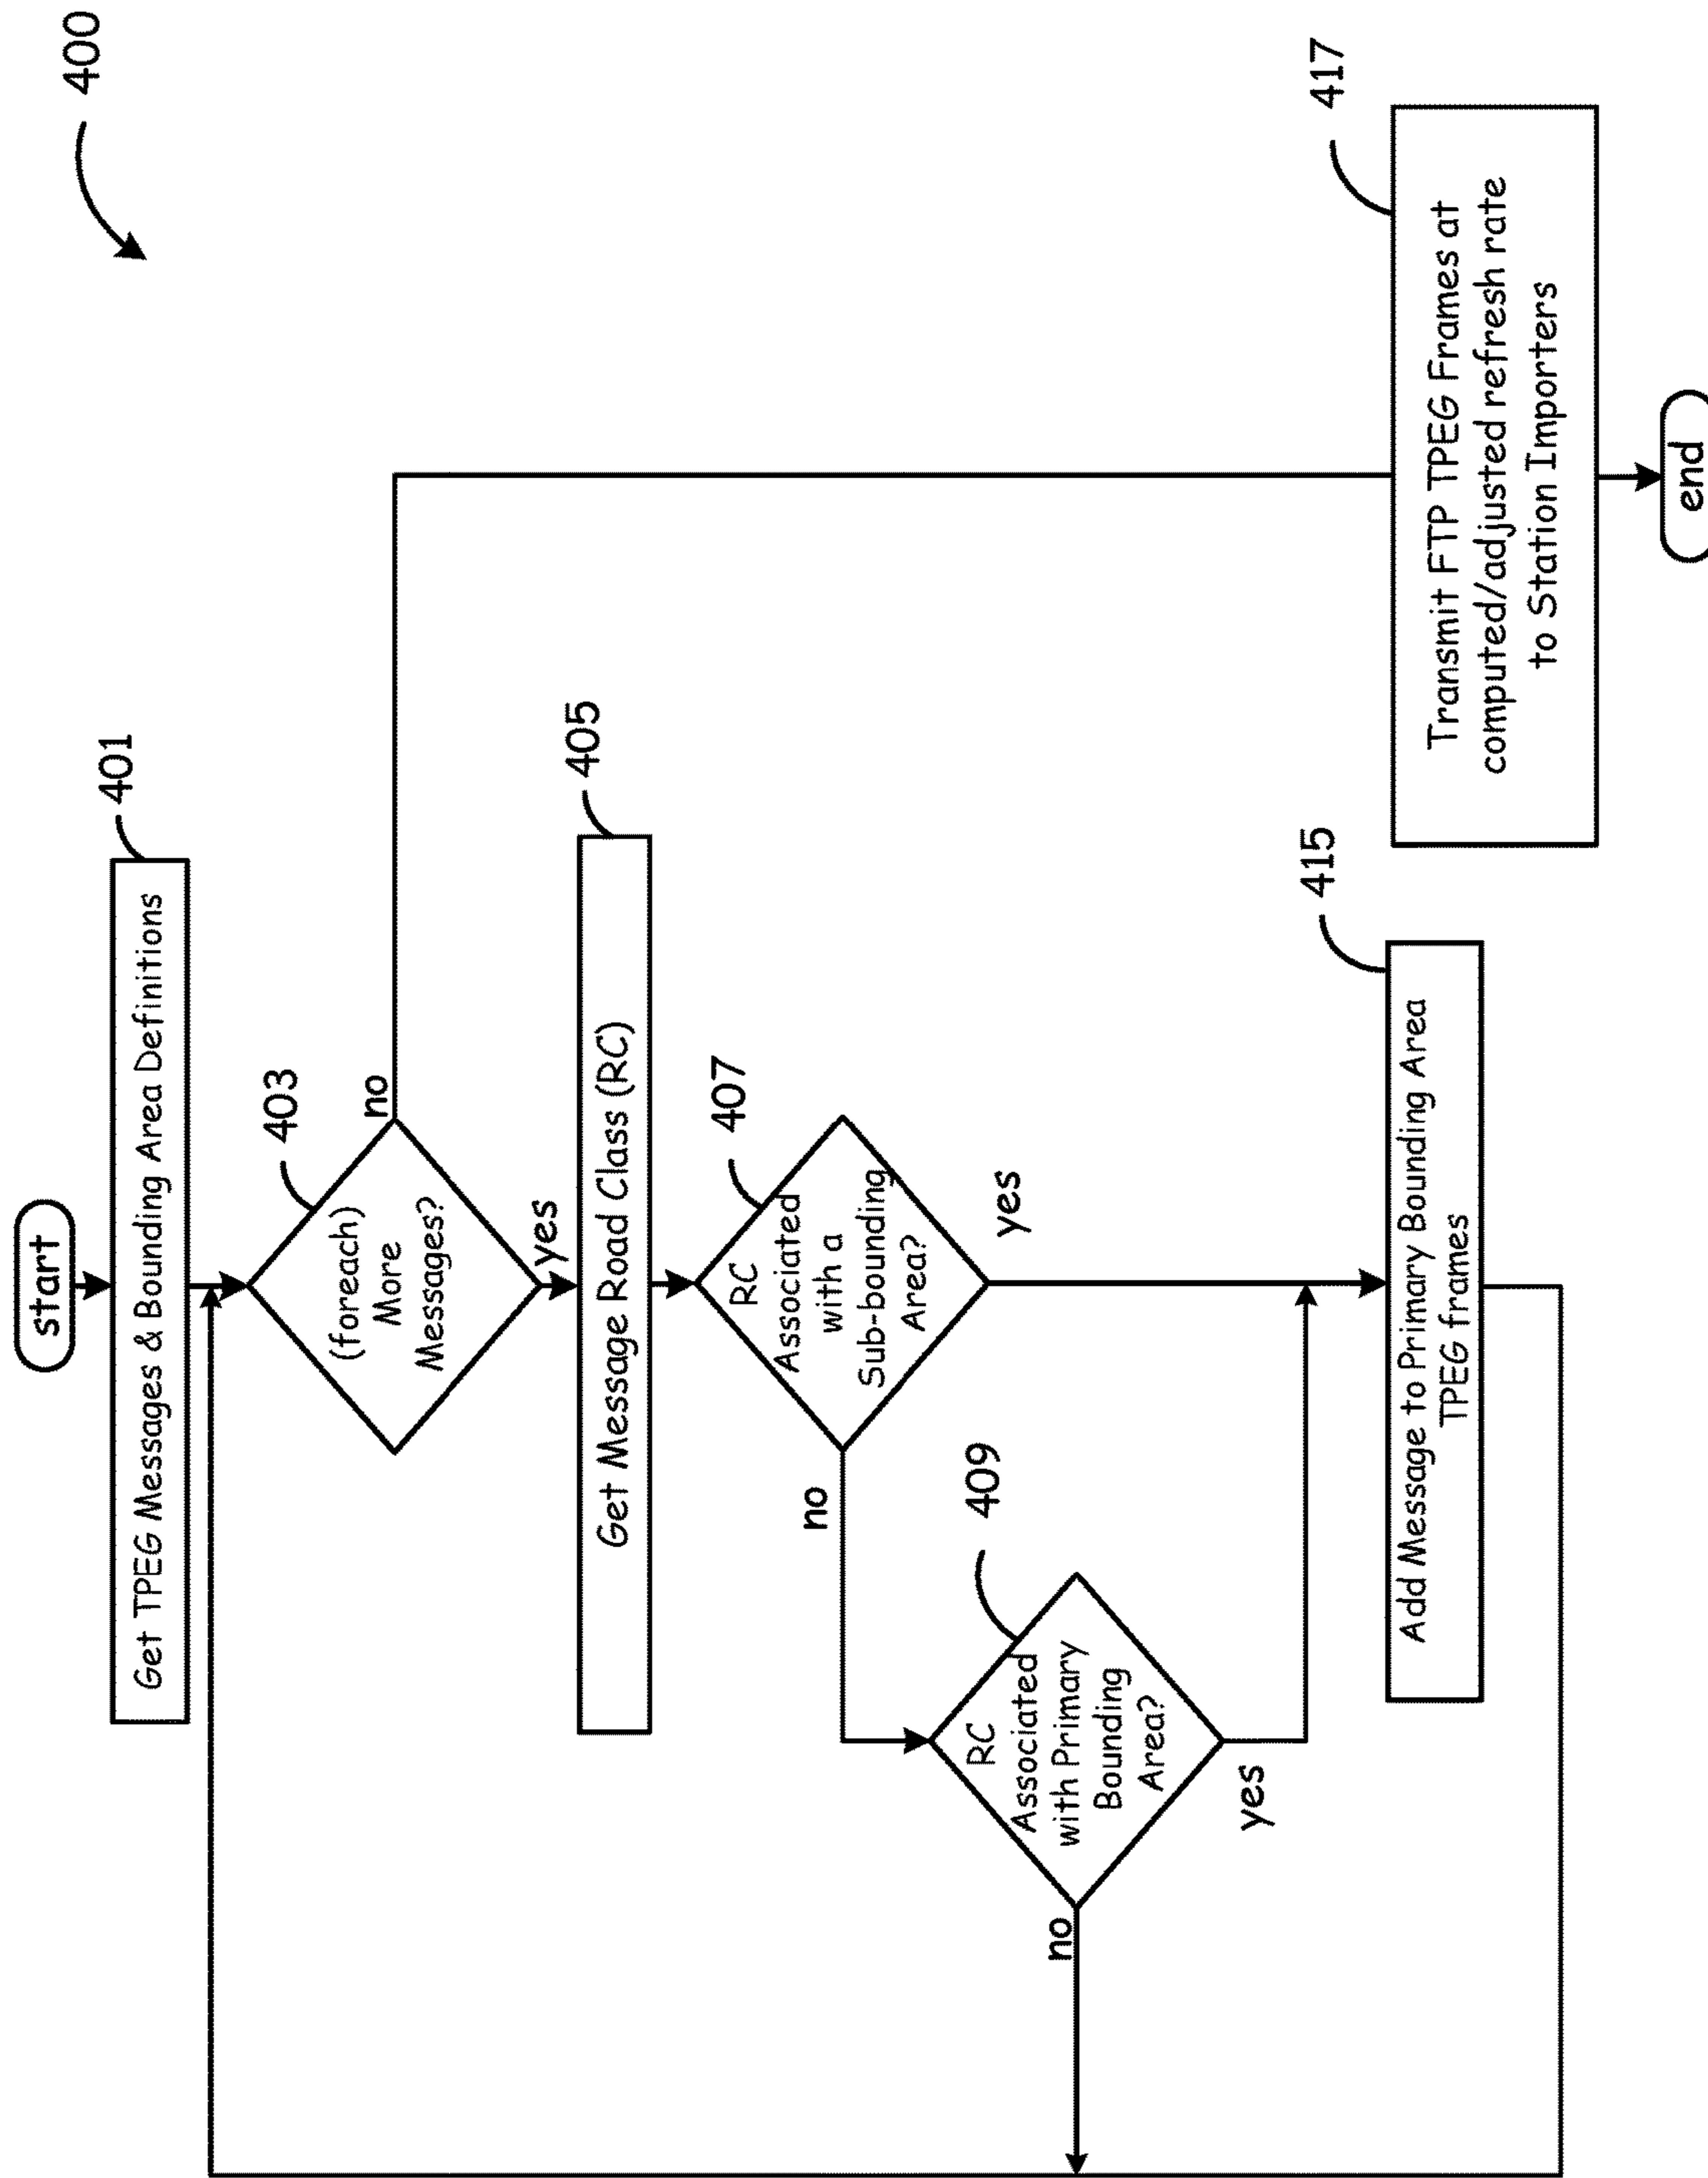 400
start
401
Get TPEG Messages & Bounding Area Definitions
403
(foreach)
More
Messages?
no
yes
405
Get Message Road Class (RC)
407
RC
Associated
with a
Sub-bounding
Area?
no
yes
409
RC
Associated
with Primary
Bounding
Area?
no
yes
415
Add Message to Primary Bounding Area
TPEG frames
417
Transmit FTP TPEG Frames at
computed/adjusted refresh rate
to Station Importers
end